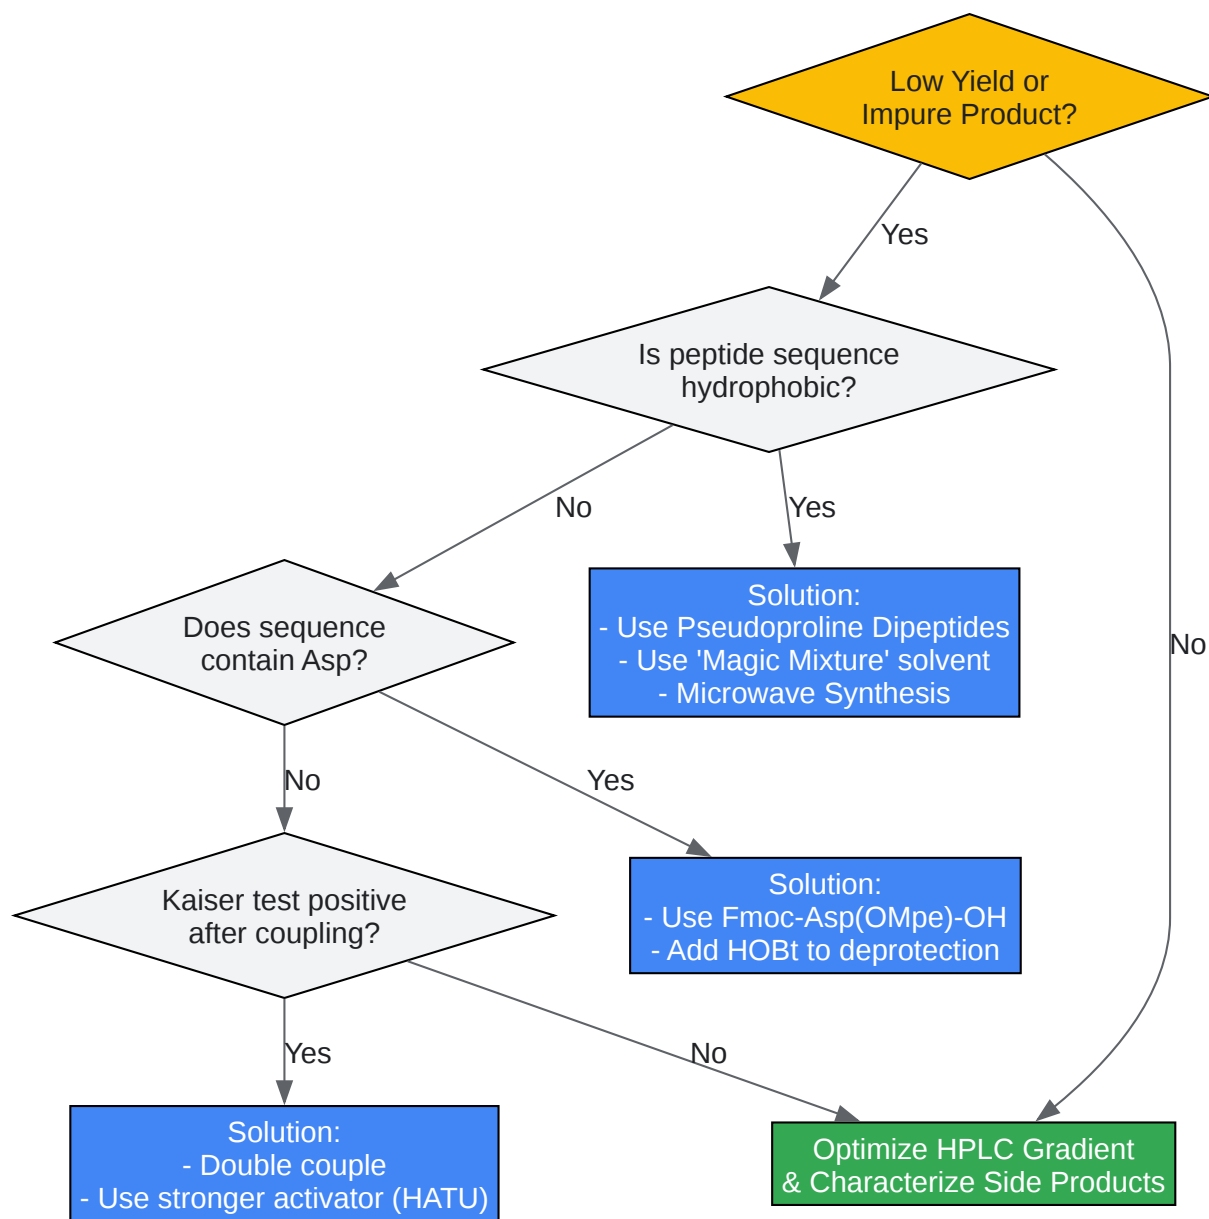 Low Yield or
Impure Product?
Yes
No
Is peptide sequence
hydrophobic?
No
Yes
Does sequence
contain Asp?
Solution:
- Use Pseudoproline Dipeptides
- Use 'Magic Mixture' solvent
- Microwave Synthesis
No
Yes
Kaiser test positive
after coupling?
Solution:
- Use Fmoc-Asp(OMpe)-OH
- Add HOBt to deprotection
Yes
No
Solution:
- Double couple
- Use stronger activator (HATU)
Optimize HPLC Gradient
& Characterize Side Products